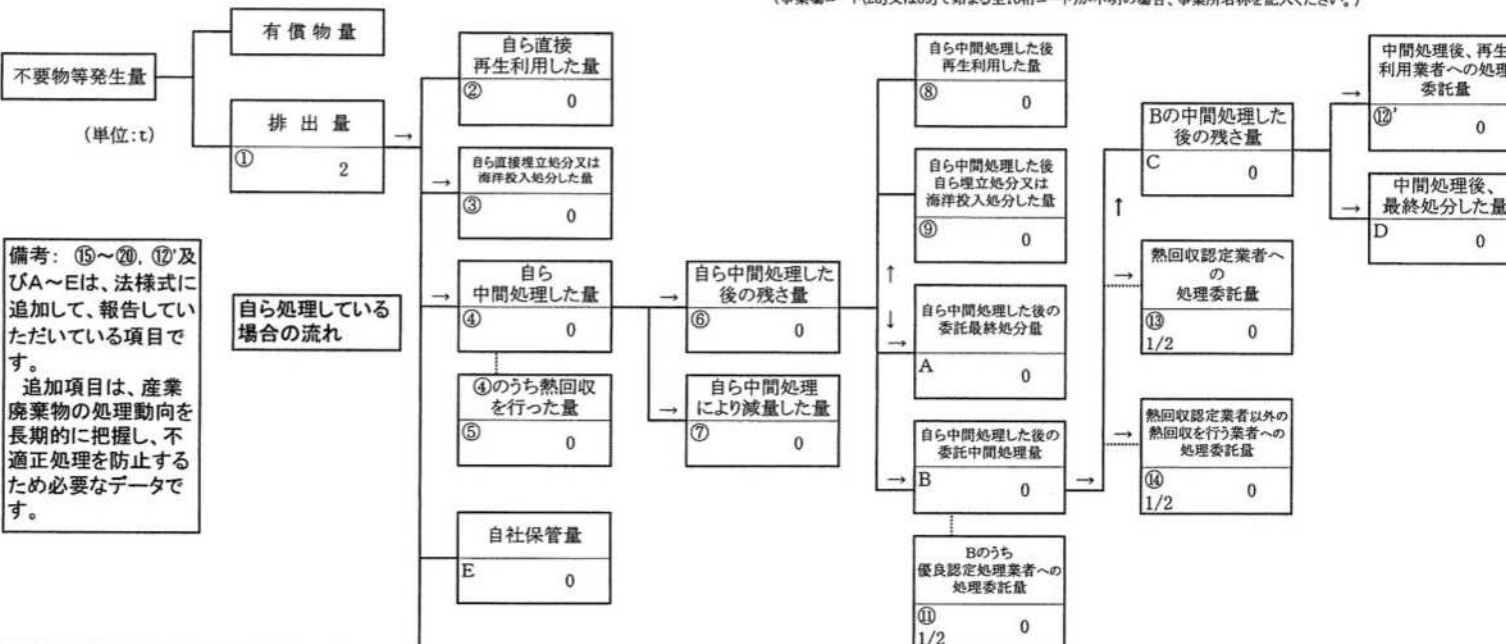 有 償 物 量
不要物等発生量
(単位:t)
排 出 量
→
①
2
備考: ⑮~⑳, ⑫'及
びA~Eは、法様式に
追加して、報告してい
ただいている項目で
す。
追加項目は、産業
廃棄物の処理動向を
長期的に把握し、不
適正処理を防止する
ため必要なデータで
す。
自ら処理している
場合の流れ
自ら直接
再生利用した量
②
0
→
自ら直接埋立処分又は
海洋投入処分した量
③
0
→
自ら
中間処理した量
④
0
④のうち熱回収
を行った量
⑤
0
自社保管量
E
0
→
自ら中間処理した
後の残さ量
⑥
0
→
自ら中間処理
により減量した量
⑦
0
自ら中間処理した後
再生利用した量
⑧
0
自ら中間処理した後
自ら埋立処分又は
海洋投入処分した量
⑨
0
↑
↓
→
自ら中間処理した後の
委託最終処分量
A
0
自ら中間処理した後の
委託中間処理量
→
B
0
→
Bのうち
優良認定処理業者への
処理委託量
⑪
1/2
0
Bの中間処理した
後の残さ量
C
0
↑
→
熱回収認定業者へ
の
処理委託量
⑬
1/2
0
→
熱回収認定業者以外の
熱回収を行う業者への
処理委託量
⑭
1/2
0
中間処理後、再生
利用業者への処理
委託量
→
⑫'
0
中間処理後、
最終処分した量
→
D
0